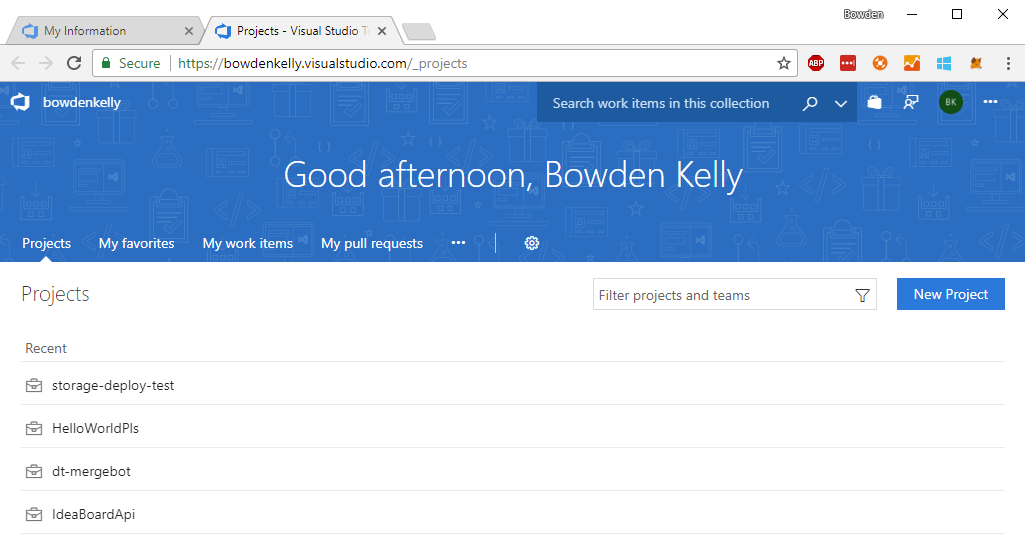 Bowden
My Information
Projects - Visual Studio T
Secure
https://bowdenkelly.visualstudio.com/_projects
ABP
bowdenkelly
Search work items in this collection
BK
Good afternoon, Bowden Kelly
Projects
My favorites
My work items
My pull requests
Projects
Filter projects and teams
New Project
Recent
storage-deploy-test
HelloWorldPls
dt-mergebot
IdeaBoardApi